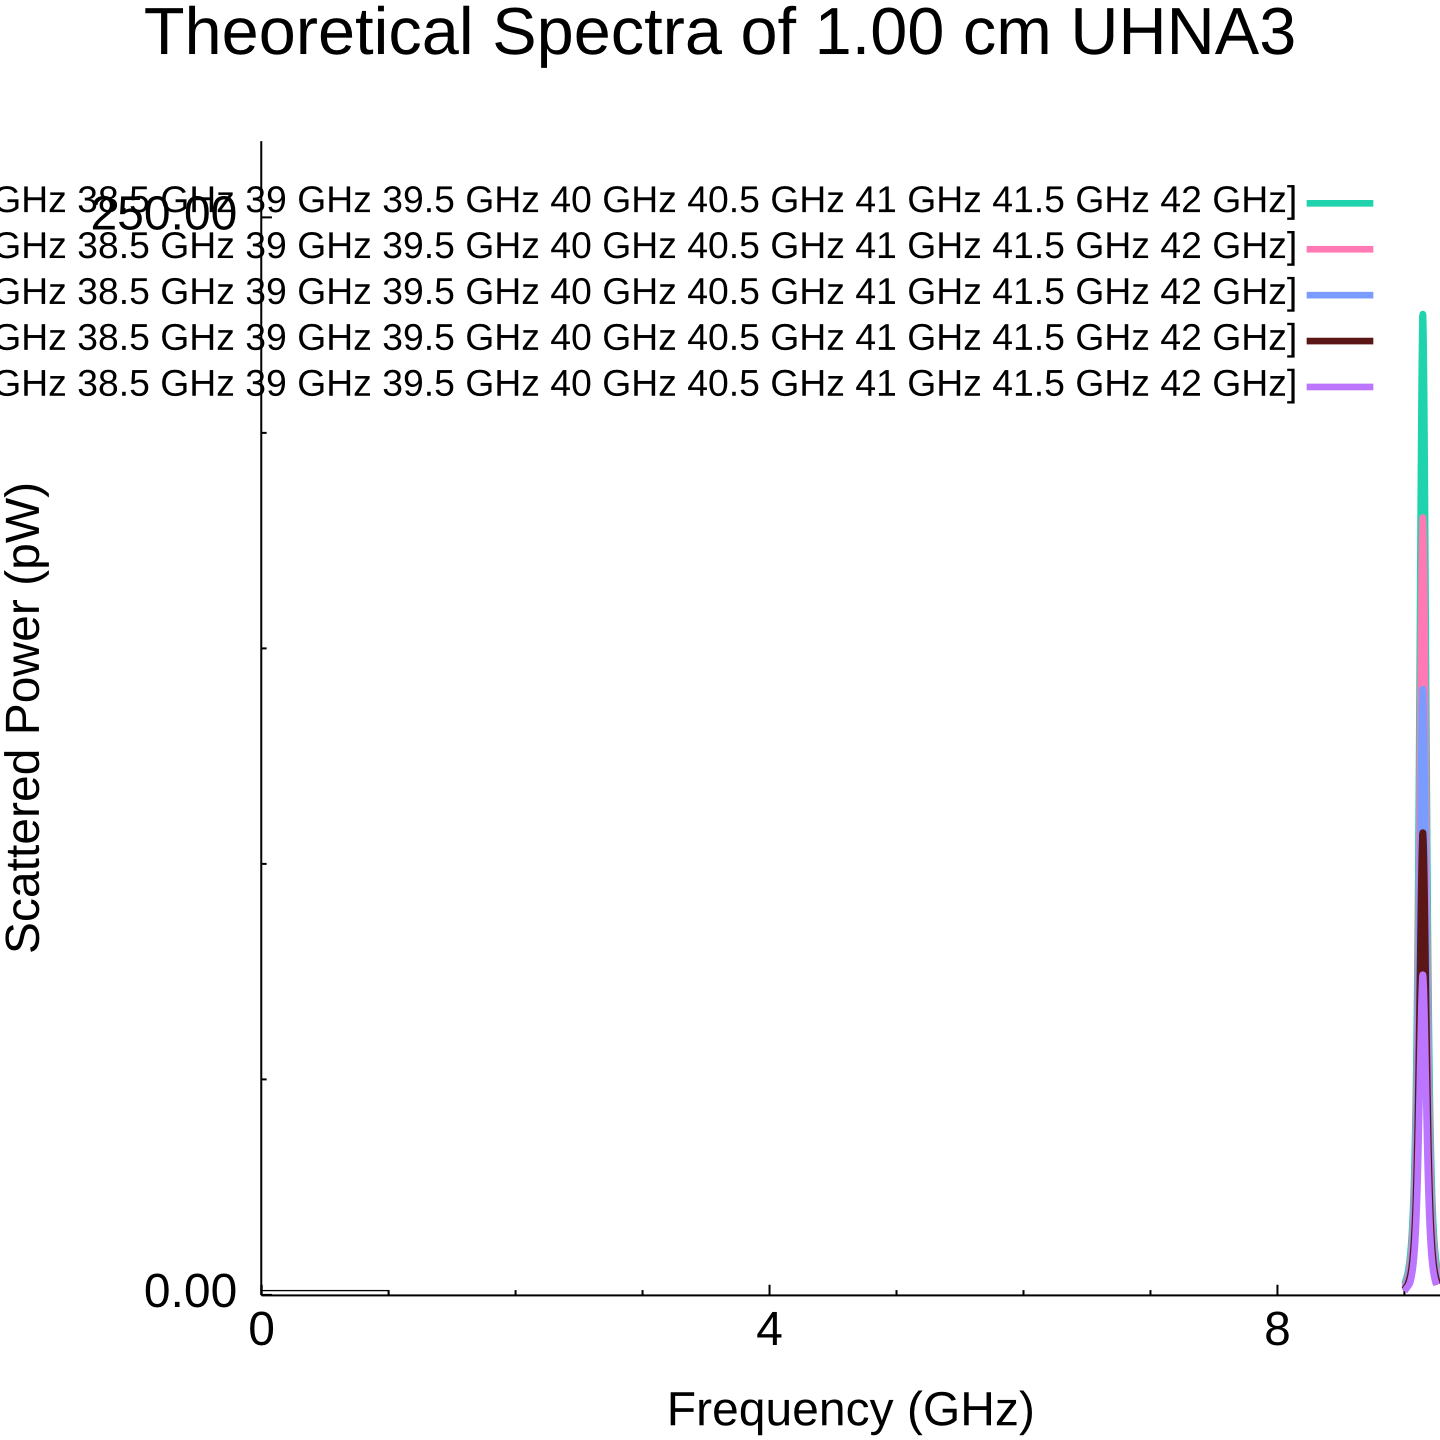 Theoretical Spectra of 1.00 cm UHNA3
GHz 38.5 GHz 39 GHz 39.5 GHz 40 GHz 40.5 GHz 41 GHz 41.5 GHz 42 GHz]
250.00
GHz 38.5 GHz 39 GHz 39.5 GHz 40 GHz 40.5 GHz 41 GHz 41.5 GHz 42 GHz]
GHz 38.5 GHz 39 GHz 39.5 GHz 40 GHz 40.5 GHz 41 GHz 41.5 GHz 42 GHz]
GHz 38.5 GHz 39 GHz 39.5 GHz 40 GHz 40.5 GHz 41 GHz 41.5 GHz 42 GHz]
GHz 38.5 GHz 39 GHz 39.5 GHz 40 GHz 40.5 GHz 41 GHz 41.5 GHz 42 GHz]
Scattered Power (pW)
0.00
0 4 8
Frequency (GHz)